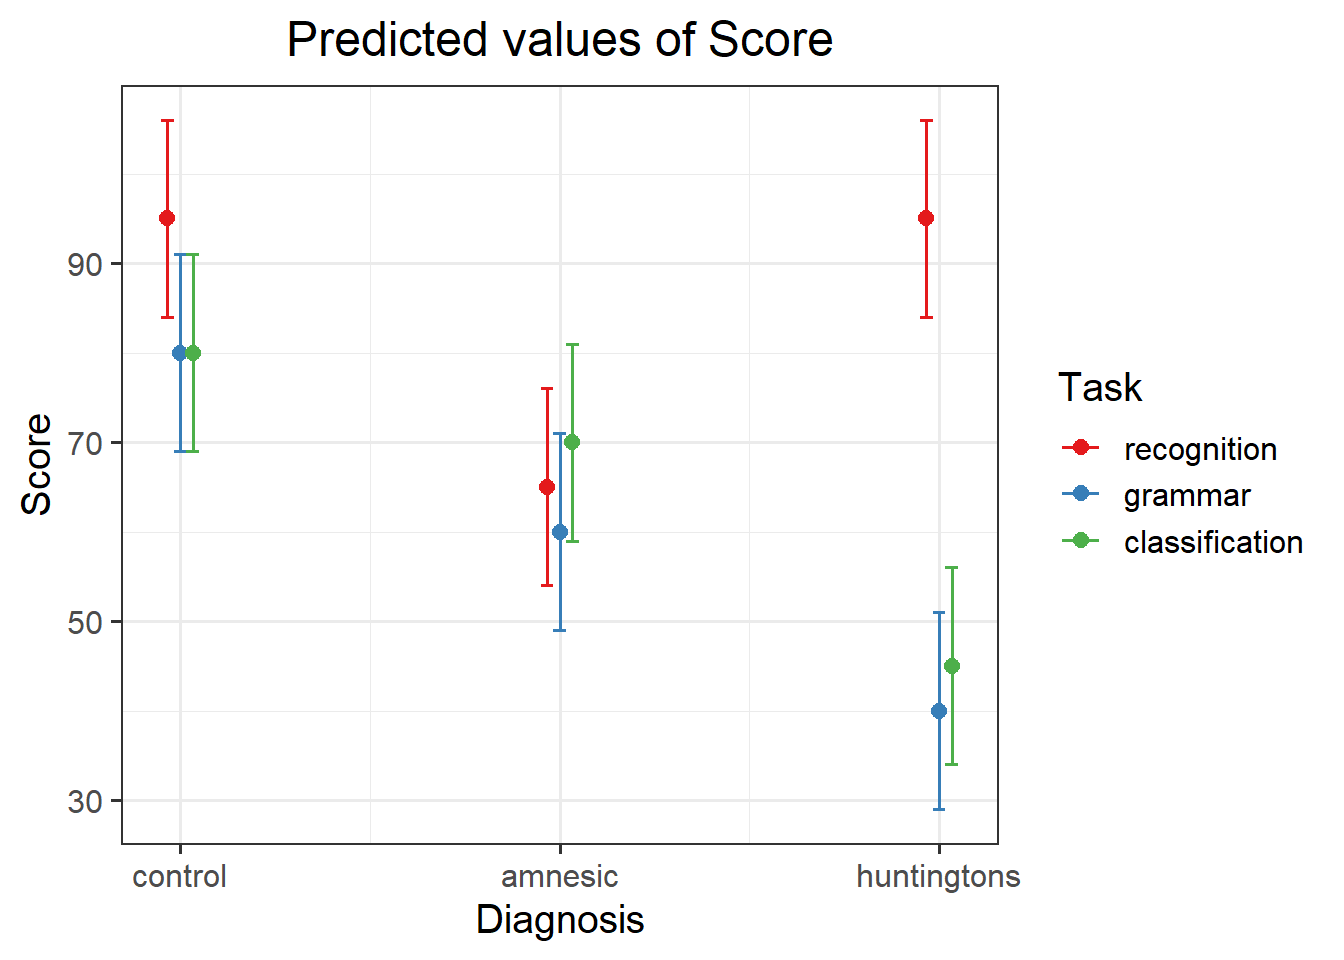 Predicted values of Score
Score
90
70
50
30
control
amnesic
huntingtons
Diagnosis
Task
recognition
grammar
classification